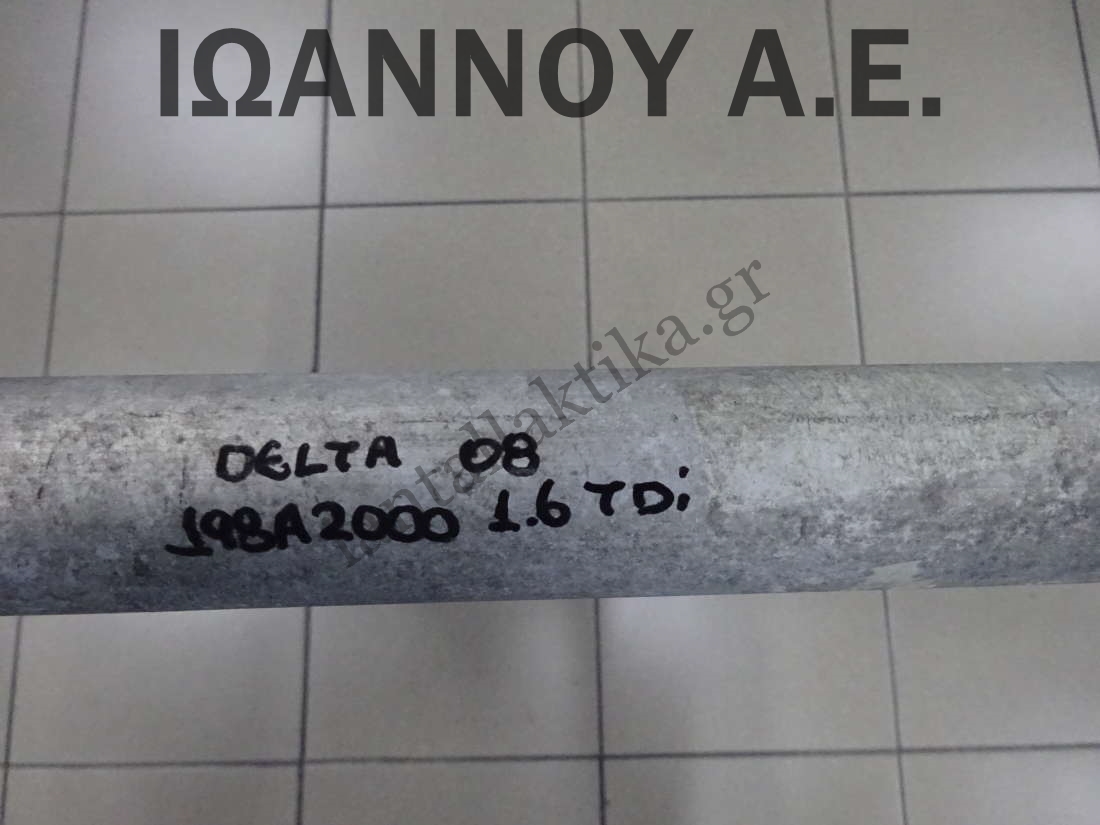 ΙΩΑΝΝΟΥ Α.Ε.
antallaktika.gr
DELTA 08
198A2000 1.6 TDi